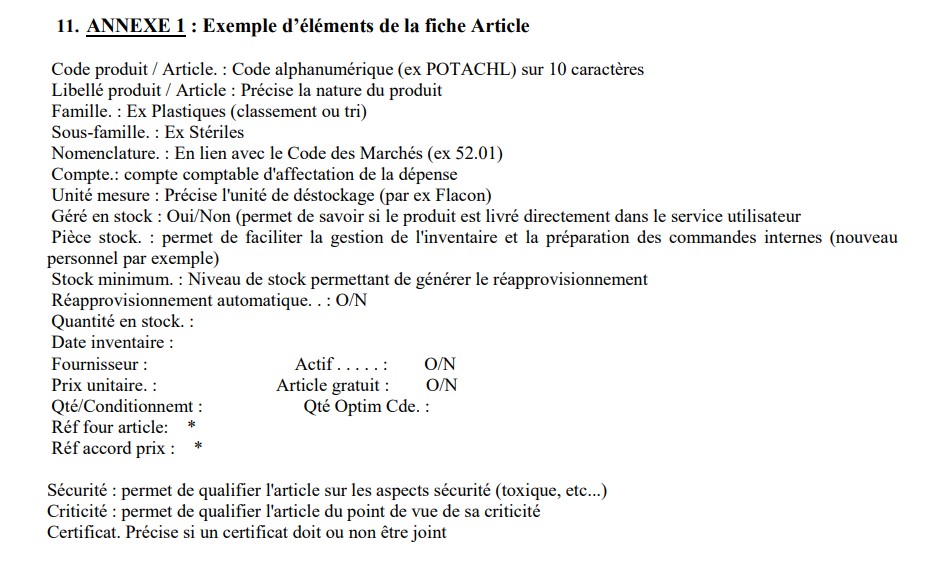 11. ANNEXE 1 : Exemple d’éléments de la fiche Article
Code produit / Article. : Code alphanumérique (ex POTACHL) sur 10 caractères
Libellé produit / Article : Précise la nature du produit
Famille. : Ex Plastiques (classement ou tri)
Sous-famille. : Ex Stériles
Nomenclature. : En lien avec le Code des Marchés (ex 52.01)
Compte.: compte comptable d'affectation de la dépense
Unité mesure : Précise l'unité de déstockage (par ex Flacon)
Géré en stock : Oui/Non (permet de savoir si le produit est livré directement dans le service utilisateur
Pièce stock. : permet de faciliter la gestion de l'inventaire et la préparation des commandes internes (nouveau
personnel par exemple)
Stock minimum. : Niveau de stock permettant de générer le réapprovisionnement
Réapprovisionnement automatique. . : O/N
Quantité en stock. :
Date inventaire :
Fournisseur : Actif . . . . . : O/N
Prix unitaire. : Article gratuit : O/N
Qté/Conditionnemt : Qté Optim Cde. :
Réf four article: *
Réf accord prix : *
Sécurité : permet de qualifier l'article sur les aspects sécurité (toxique, etc...)
Criticité : permet de qualifier l'article du point de vue de sa criticité
Certificat. Précise si un certificat doit ou non être joint